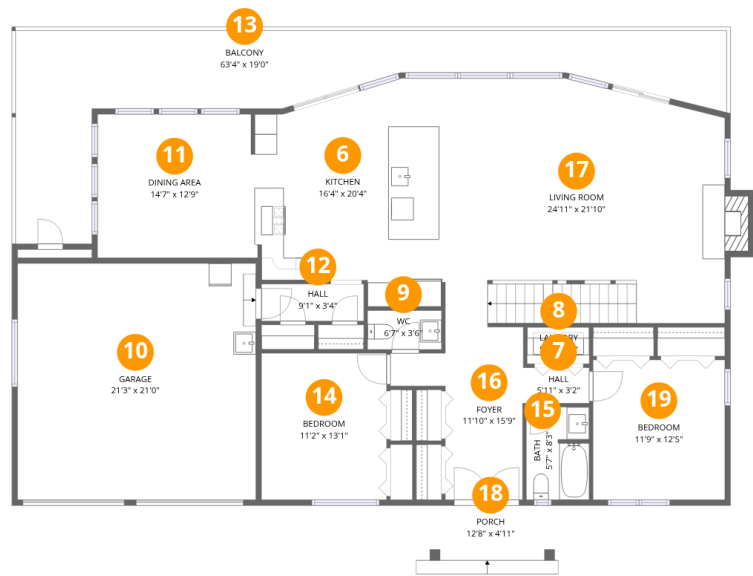 13
BALCONY
63'4" x 19'0"
11
DINING AREA
14'7" x 12'9"
6
KITCHEN
16'4" x 20'4"
17
LIVING ROOM
24'11" x 21'10"
12
HALL
9'1" x 3'4"
9
WC
6'7" x 3'6"
8
7
HALL
5'11" x 3'2"
10
GARAGE
21'3" x 21'0"
14
BEDROOM
11'2" x 13'1"
16
FOYER
11'10" x 15'9"
15
BATH
5'7" x 8'3"
19
BEDROOM
11'9" x 12'5"
18
PORCH
12'8" x 4'11"